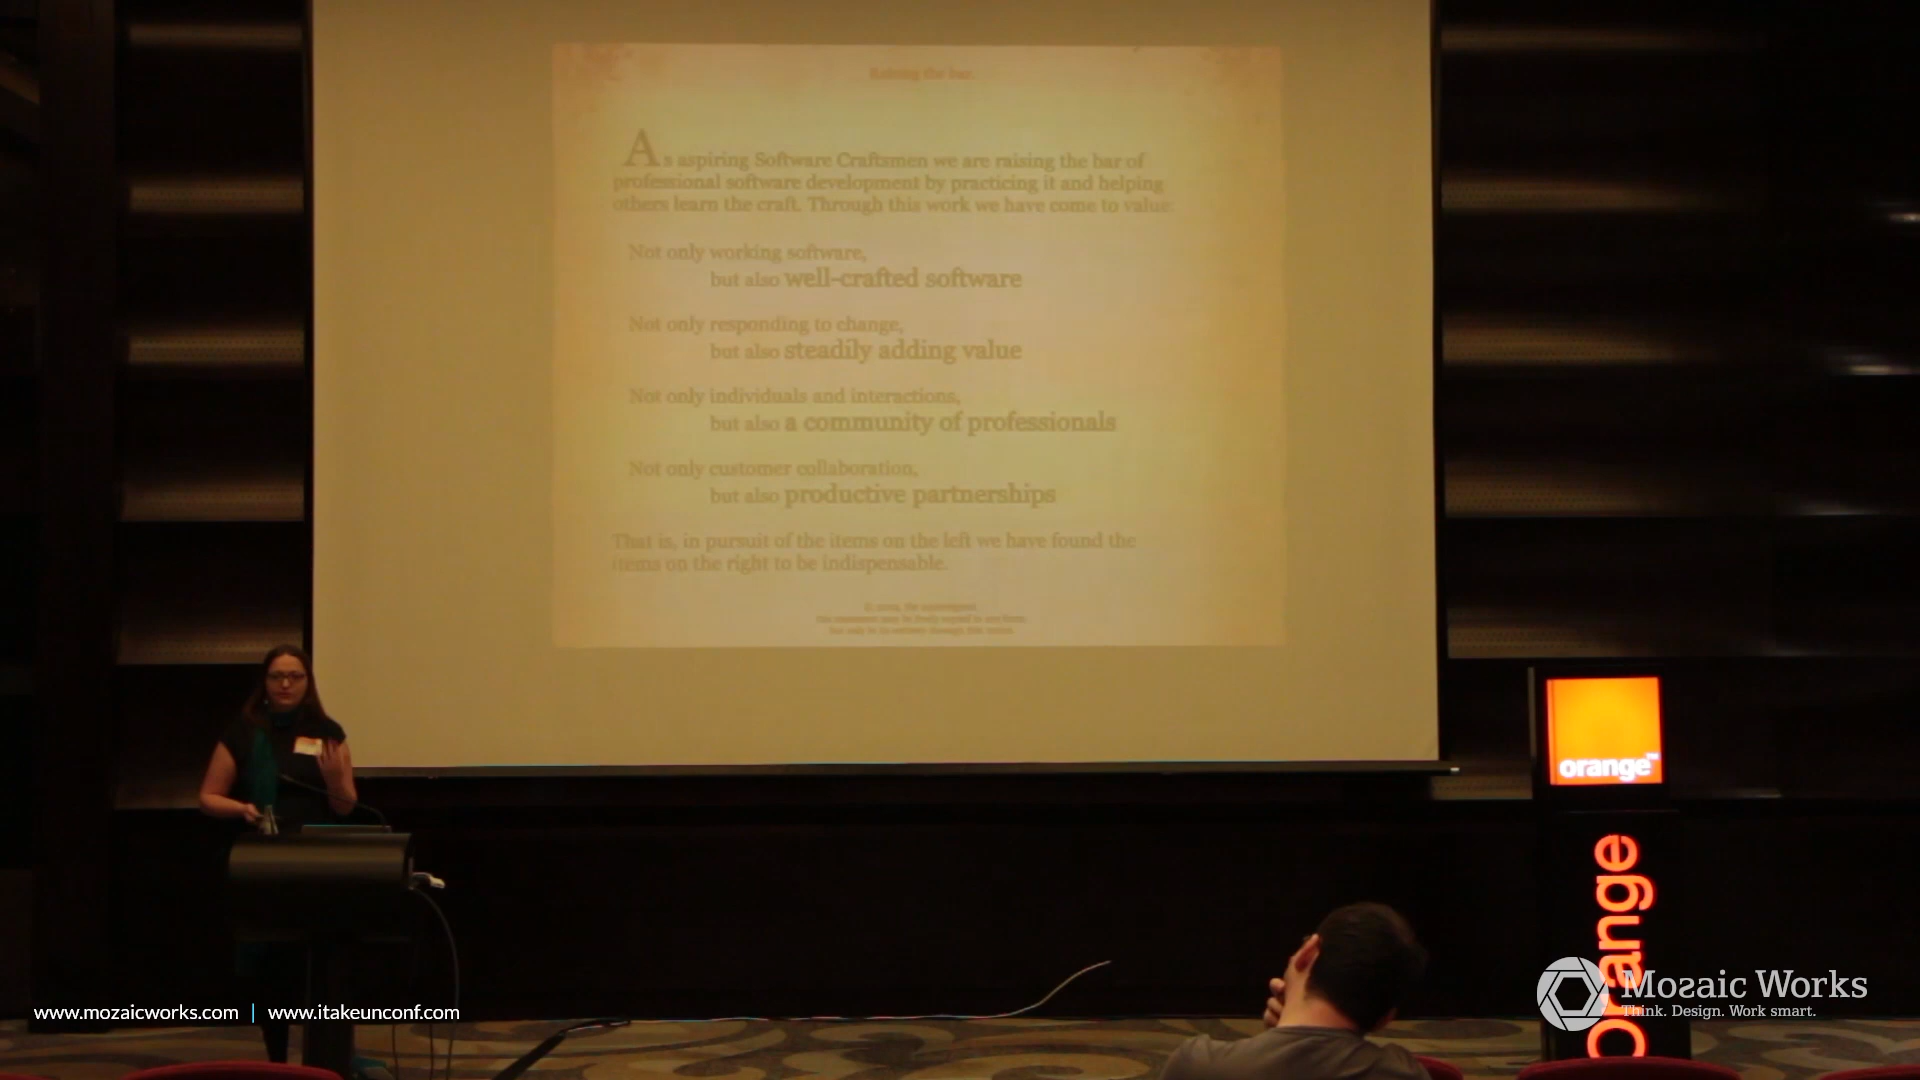 Raising the bar.
As aspiring Software Craftsmen we are raising the bar of
professional software development by practicing it and helping
others learn the craft. Through this work we have come to value:
Not only working software,
but also well-crafted software
Not only responding to change,
but also steadily adding value
Not only individuals and interactions,
but also a community of professionals
Not only customer collaboration,
but also productive partnerships
That is, in pursuit of the items on the left we have found the
items on the right to be indispensable.
orange™
orange
www.mozaicworks.com | www.itakeunconf.com
Mozaic Works
Think. Design. Work smart.